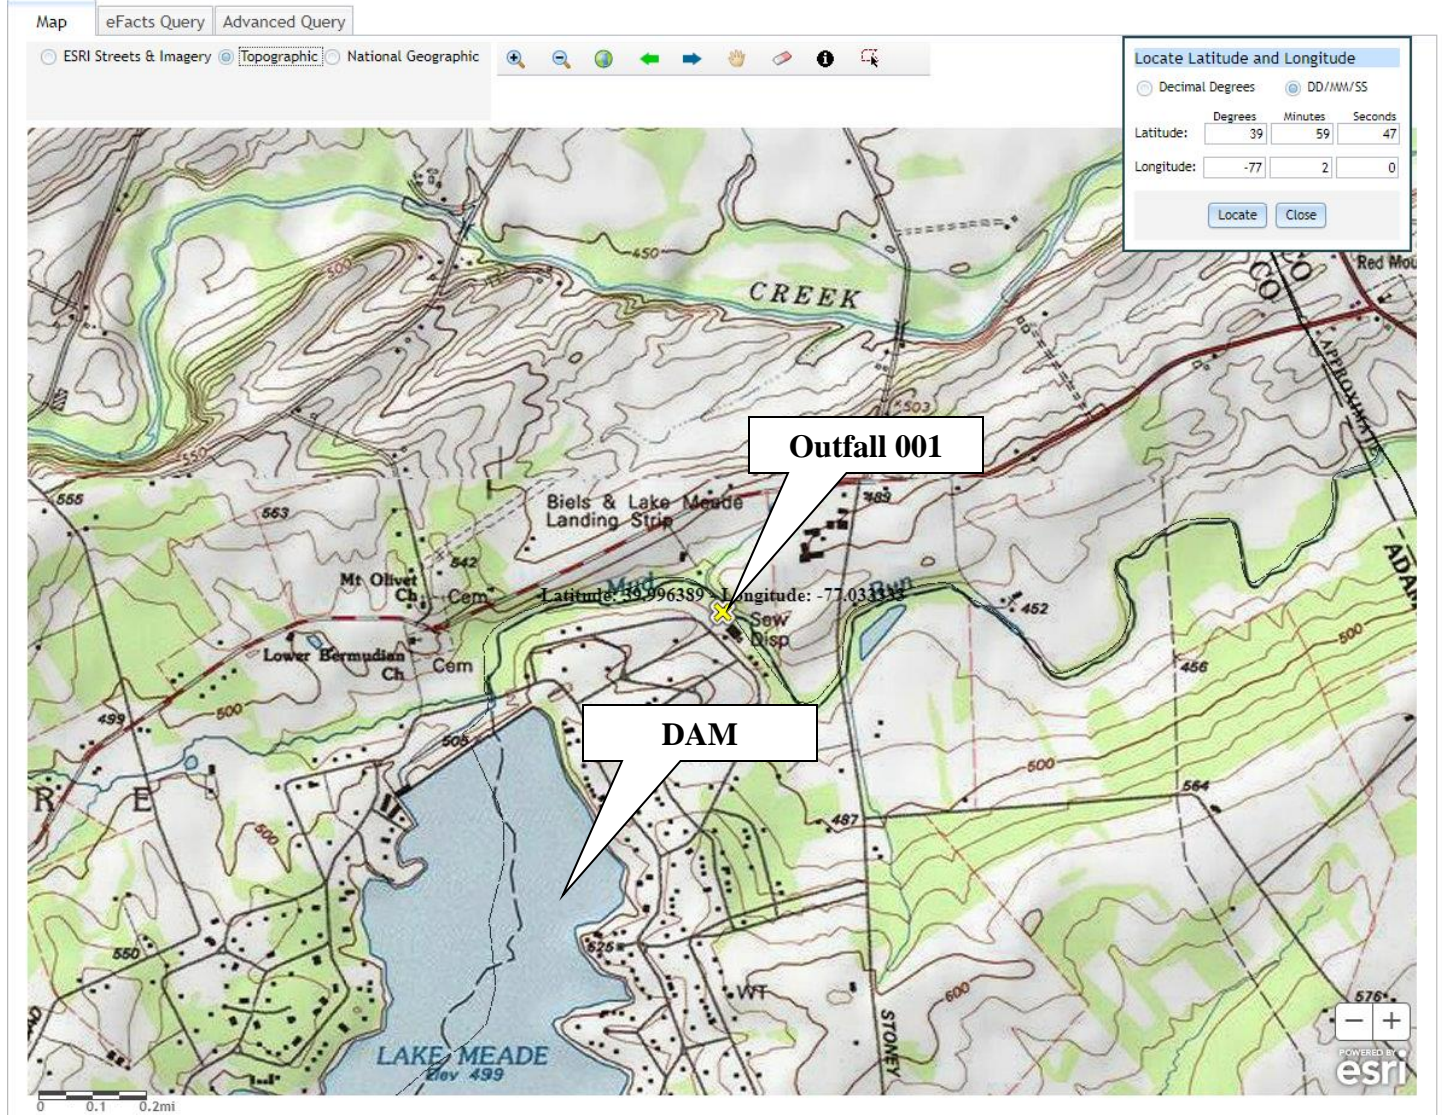 Map
eFacts Query
Advanced Query
ESRI Streets & Imagery
Topographic
National Geographic
Locate Latitude and Longitude
Decimal Degrees
DD/MM/SS
Degrees Minutes Seconds
Latitude: 39 59 47
Longitude: -77 2 0
Locate
Close
450
500
CREEK
CO
CO
Red Mou
APPROXIMATE
503
550
Outfall 001
555
563
Biels & Lake Meade
Landing Strip
489
542
Mt Olivet
Ch
Cem
Mud
Run
Latitude: 39.996389 - Longitude: -77.033333
Sew
Disp
452
ADAM
500
Lower Bermudian
Ch
Cem
456
499
500
505
DAM
500
564
R E
500
487
550
525
WT
600
576
STONEY
LAKE MEADE
Elev 499
POWERED BY
esri
0 0.1 0.2mi